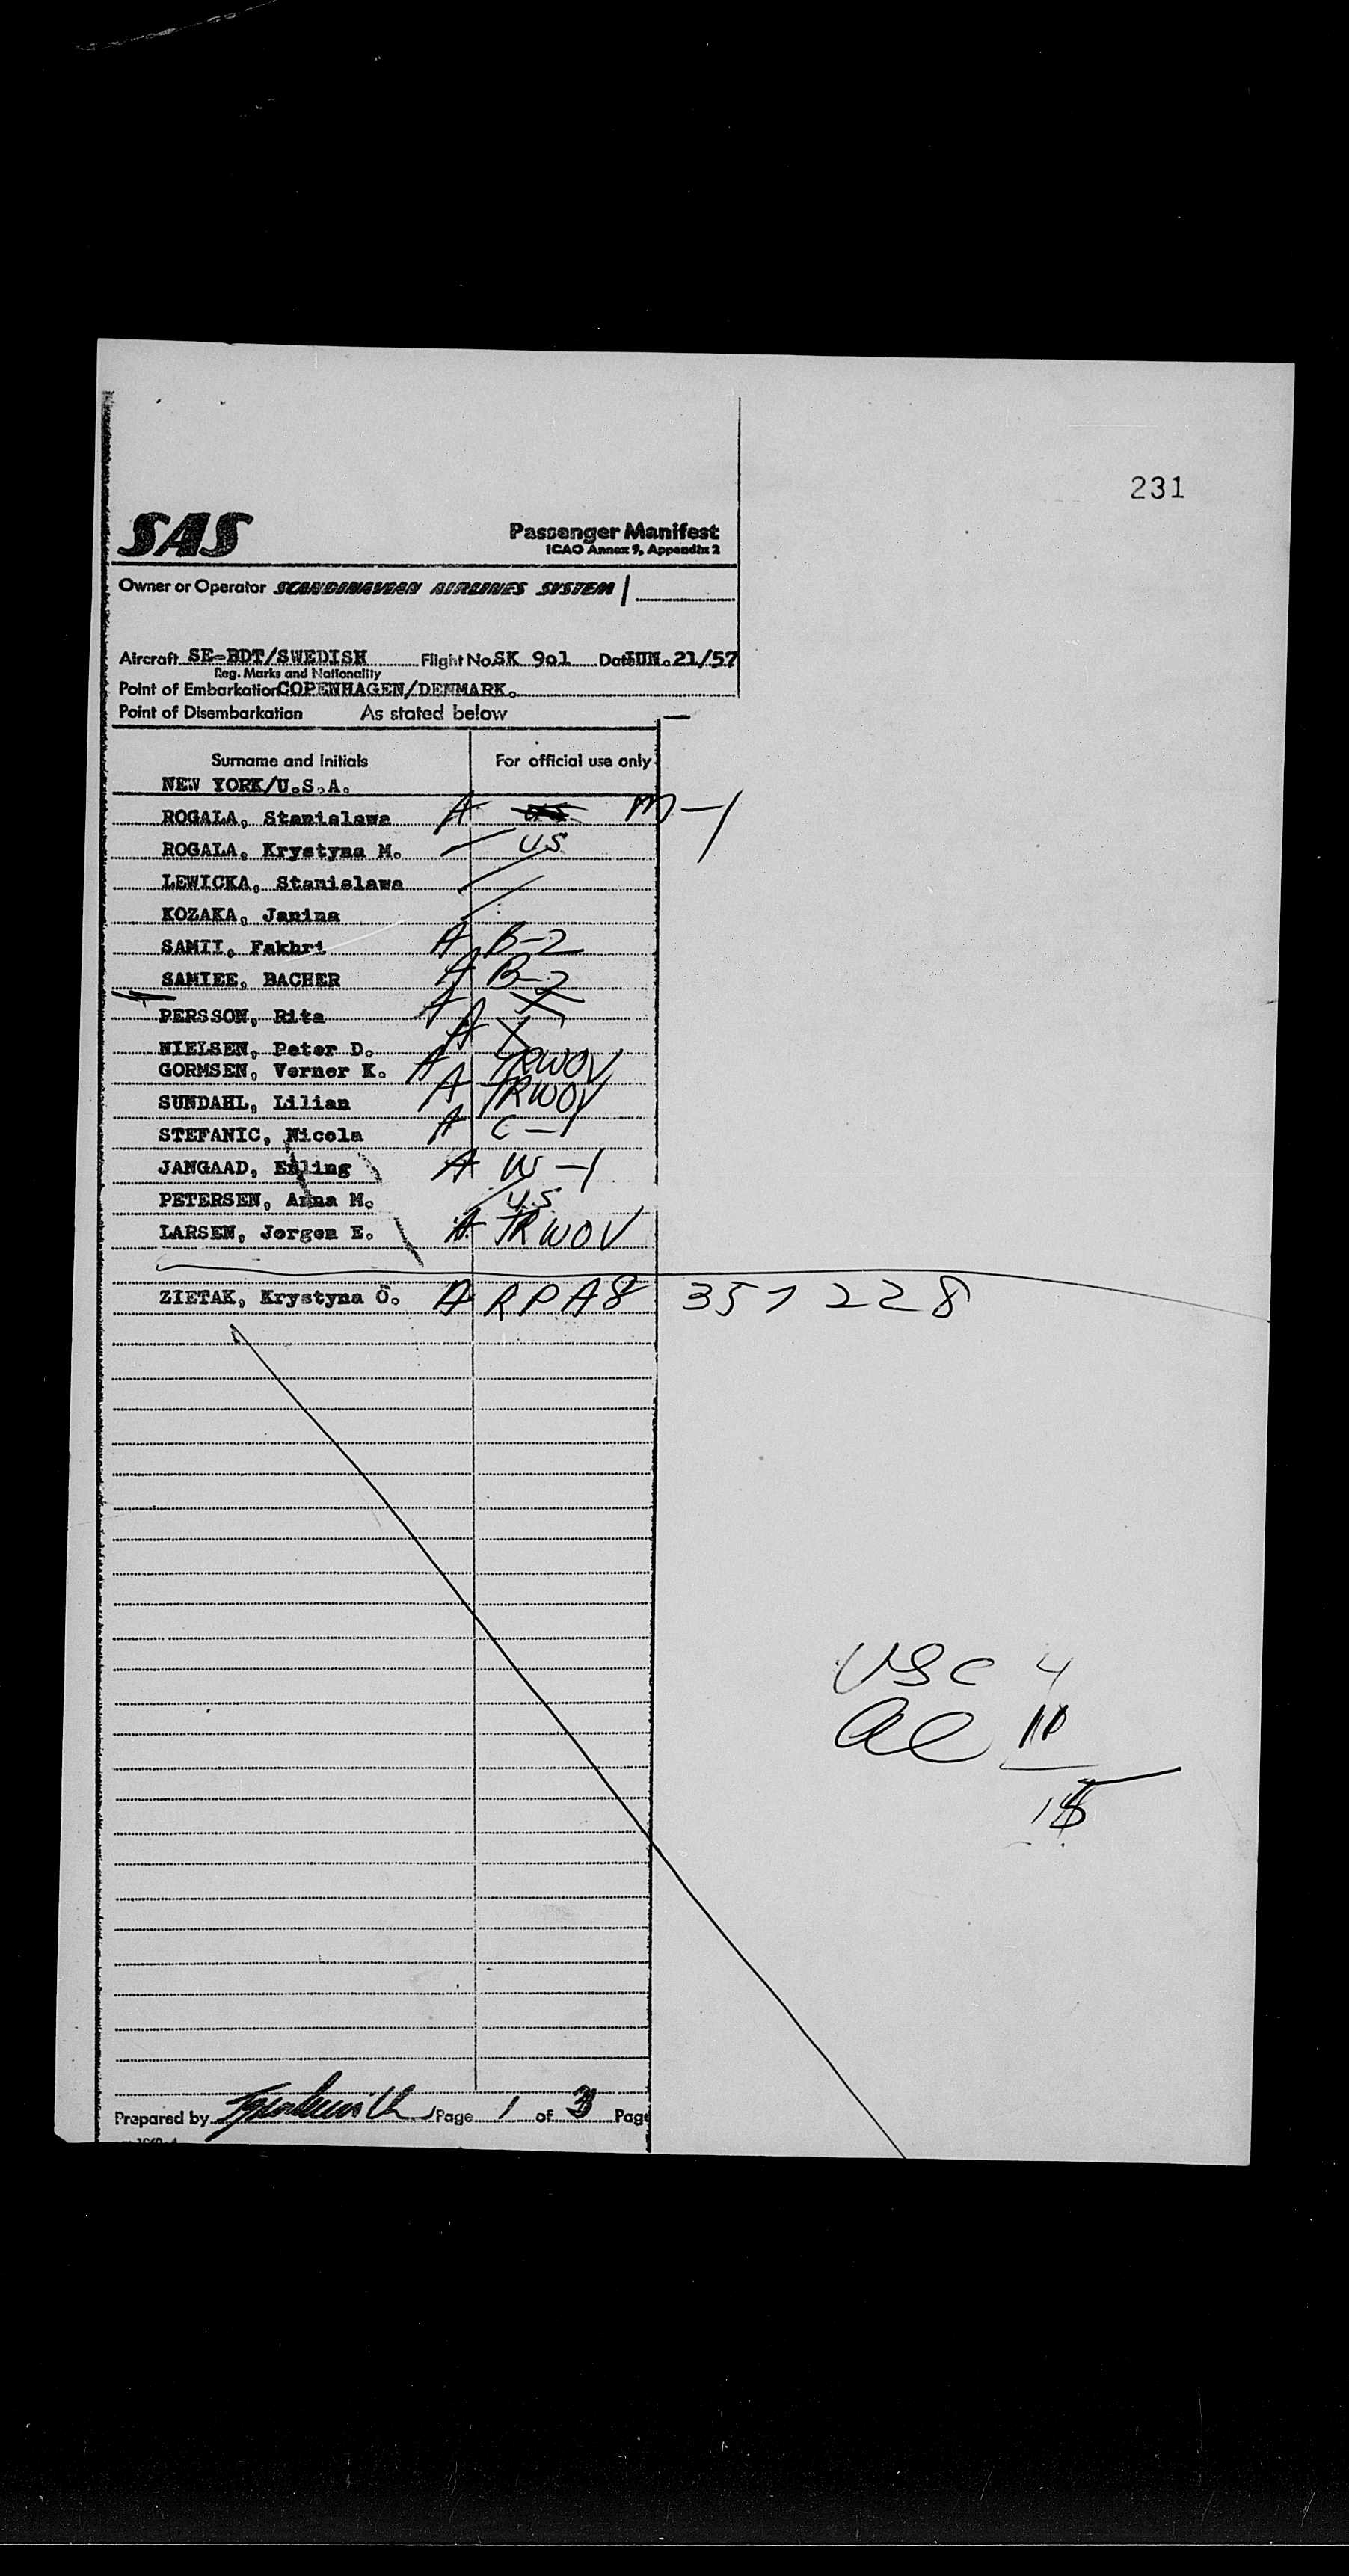 231
SAS Passenger Manifest
ICAO Annex 9, Appendix 2
Owner or Operator SCANDINAVIAN AIRLINES SYSTEM
Aircraft SE-BDT/SWEDISH Flight No. SK 9o1 Date JUN. 21/57
Reg. Marks and Nationality
Point of Embarkation COPENHAGEN/DENMARK.
Point of Disembarkation As stated below
Surname and Initials For official use only
NEW YORK/U.S.A.
ROGALA, Stanislawa A M-1
ROGALA, Krystyna M. US
LEWICKA, Stanislawa
KOZAKA, Janina
SAMII, Fakhri A B-2
SAMIEE, BACHER A B-2
PERSSON, Rita A X
NIELSEN, Peter D. A X
GORMSEN, Verner K. A TRWOV
SUNDAHL, Lilian A TRWOV
STEFANIC, Nicola A C-1
JANGAAD, Erling A W-1
PETERSEN, Anna M. US
LARSEN, Jorgen E. A TRWOV
ZIETAK, Krystyna O. A RPA8 351228
USC 4
al
15
Prepared by Page 1 of 3 Pag